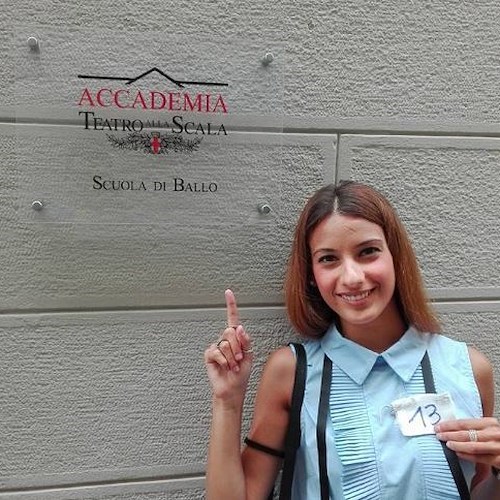 ACCADEMIA
TEATRO ALLA SCALA
SCUOLA DI BALLO
13